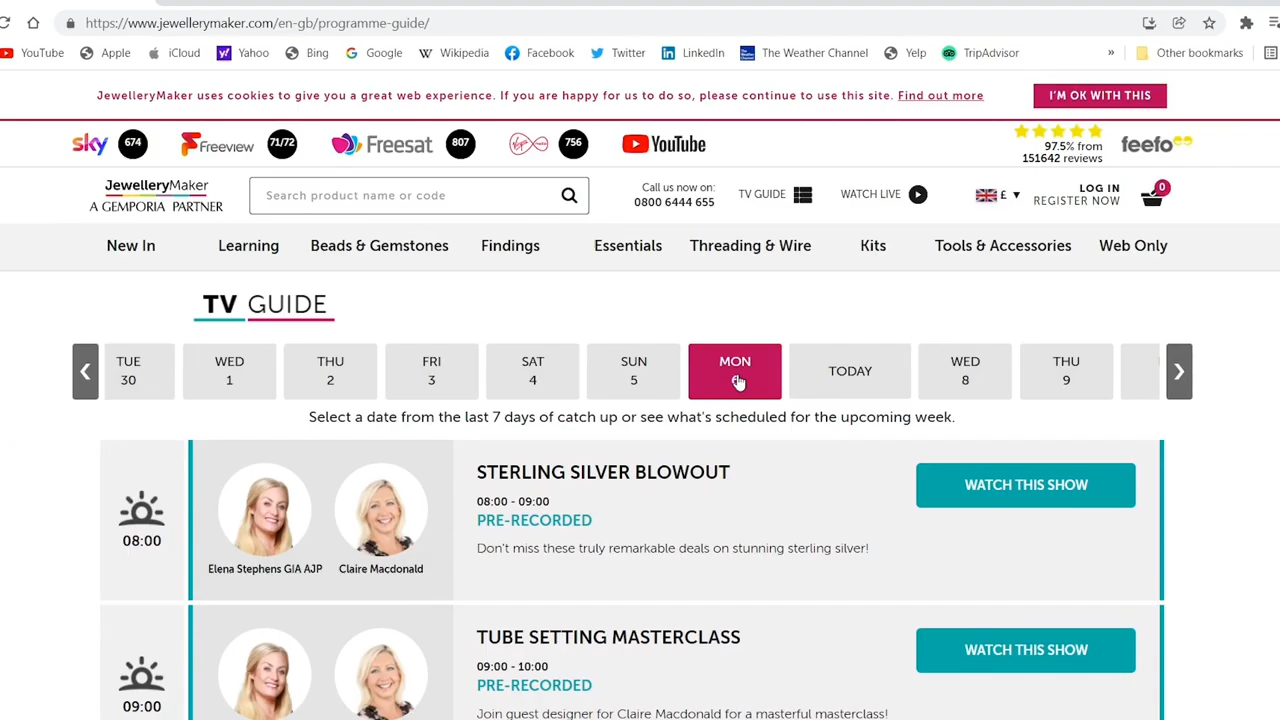 https://www.jewellerymaker.com/en-gb/programme-guide/
YouTube Apple iCloud Yahoo Bing Google Wikipedia Facebook Twitter LinkedIn The Weather Channel Yelp TripAdvisor » Other bookmarks
JewelleryMaker uses cookies to give you a great web experience. If you are happy for us to do so, please continue to use this site. Find out more
I'M OK WITH THIS
sky 674 Freeview 71/72 Freesat 807 756 YouTube
97.5% from
151642 reviews
feefo
JewelleryMaker
A GEMPORIA PARTNER
Search product name or code
Call us now on:
0800 6444 655
TV GUIDE
WATCH LIVE
£ ▼
LOG IN
REGISTER NOW
0
New In Learning Beads & Gemstones Findings Essentials Threading & Wire Kits Tools & Accessories Web Only
TV GUIDE
TUE WED THU FRI SAT SUN MON TODAY WED THU
30 1 2 3 4 5 8 9
Select a date from the last 7 days of catch up or see what's scheduled for the upcoming week.
08:00
Elena Stephens GIA AJP Claire Macdonald
STERLING SILVER BLOWOUT
08:00 - 09:00
PRE-RECORDED
Don't miss these truly remarkable deals on stunning sterling silver!
WATCH THIS SHOW
09:00
TUBE SETTING MASTERCLASS
09:00 - 10:00
PRE-RECORDED
Join guest designer for Claire Macdonald for a masterful masterclass!
WATCH THIS SHOW